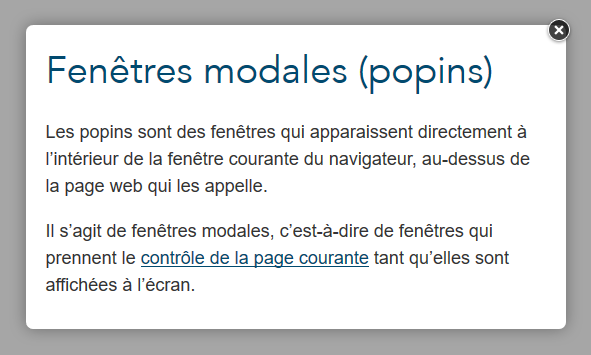 Fenêtres modales (popins)
Les popins sont des fenêtres qui apparaissent directement à
l’intérieur de la fenêtre courante du navigateur, au-dessus de
la page web qui les appelle.
Il s’agit de fenêtres modales, c’est-à-dire de fenêtres qui
prennent le contrôle de la page courante tant qu’elles sont
affichées à l’écran.